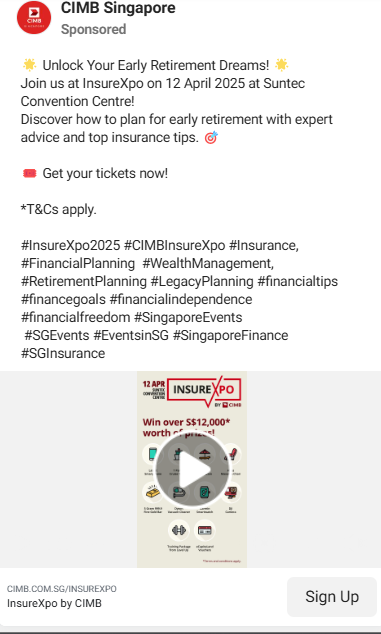 CIMB
CIMB Singapore
Sponsored
🌟 Unlock Your Early Retirement Dreams! 🌟
Join us at InsureXpo on 12 April 2025 at Suntec
Convention Centre!
Discover how to plan for early retirement with expert
advice and top insurance tips. 🎯
🎟️ Get your tickets now!
*T&Cs apply.
#InsureXpo2025 #CIMBInsureXpo #Insurance,
#FinancialPlanning #WealthManagement,
#RetirementPlanning #LegacyPlanning #financialtips
#financegoals #financialindependence
#financialfreedom #SingaporeEvents
#SGEvents #EventsinSG #SingaporeFinance
#SGInsurance
12 APR
SUNTEC
CONVENTION
CENTRE
INSUREXPO
BY CIMB
Win over S$12,000*
worth of prizes!
CIMB.COM.SG/INSUREXPO
InsureXpo by CIMB
Sign Up